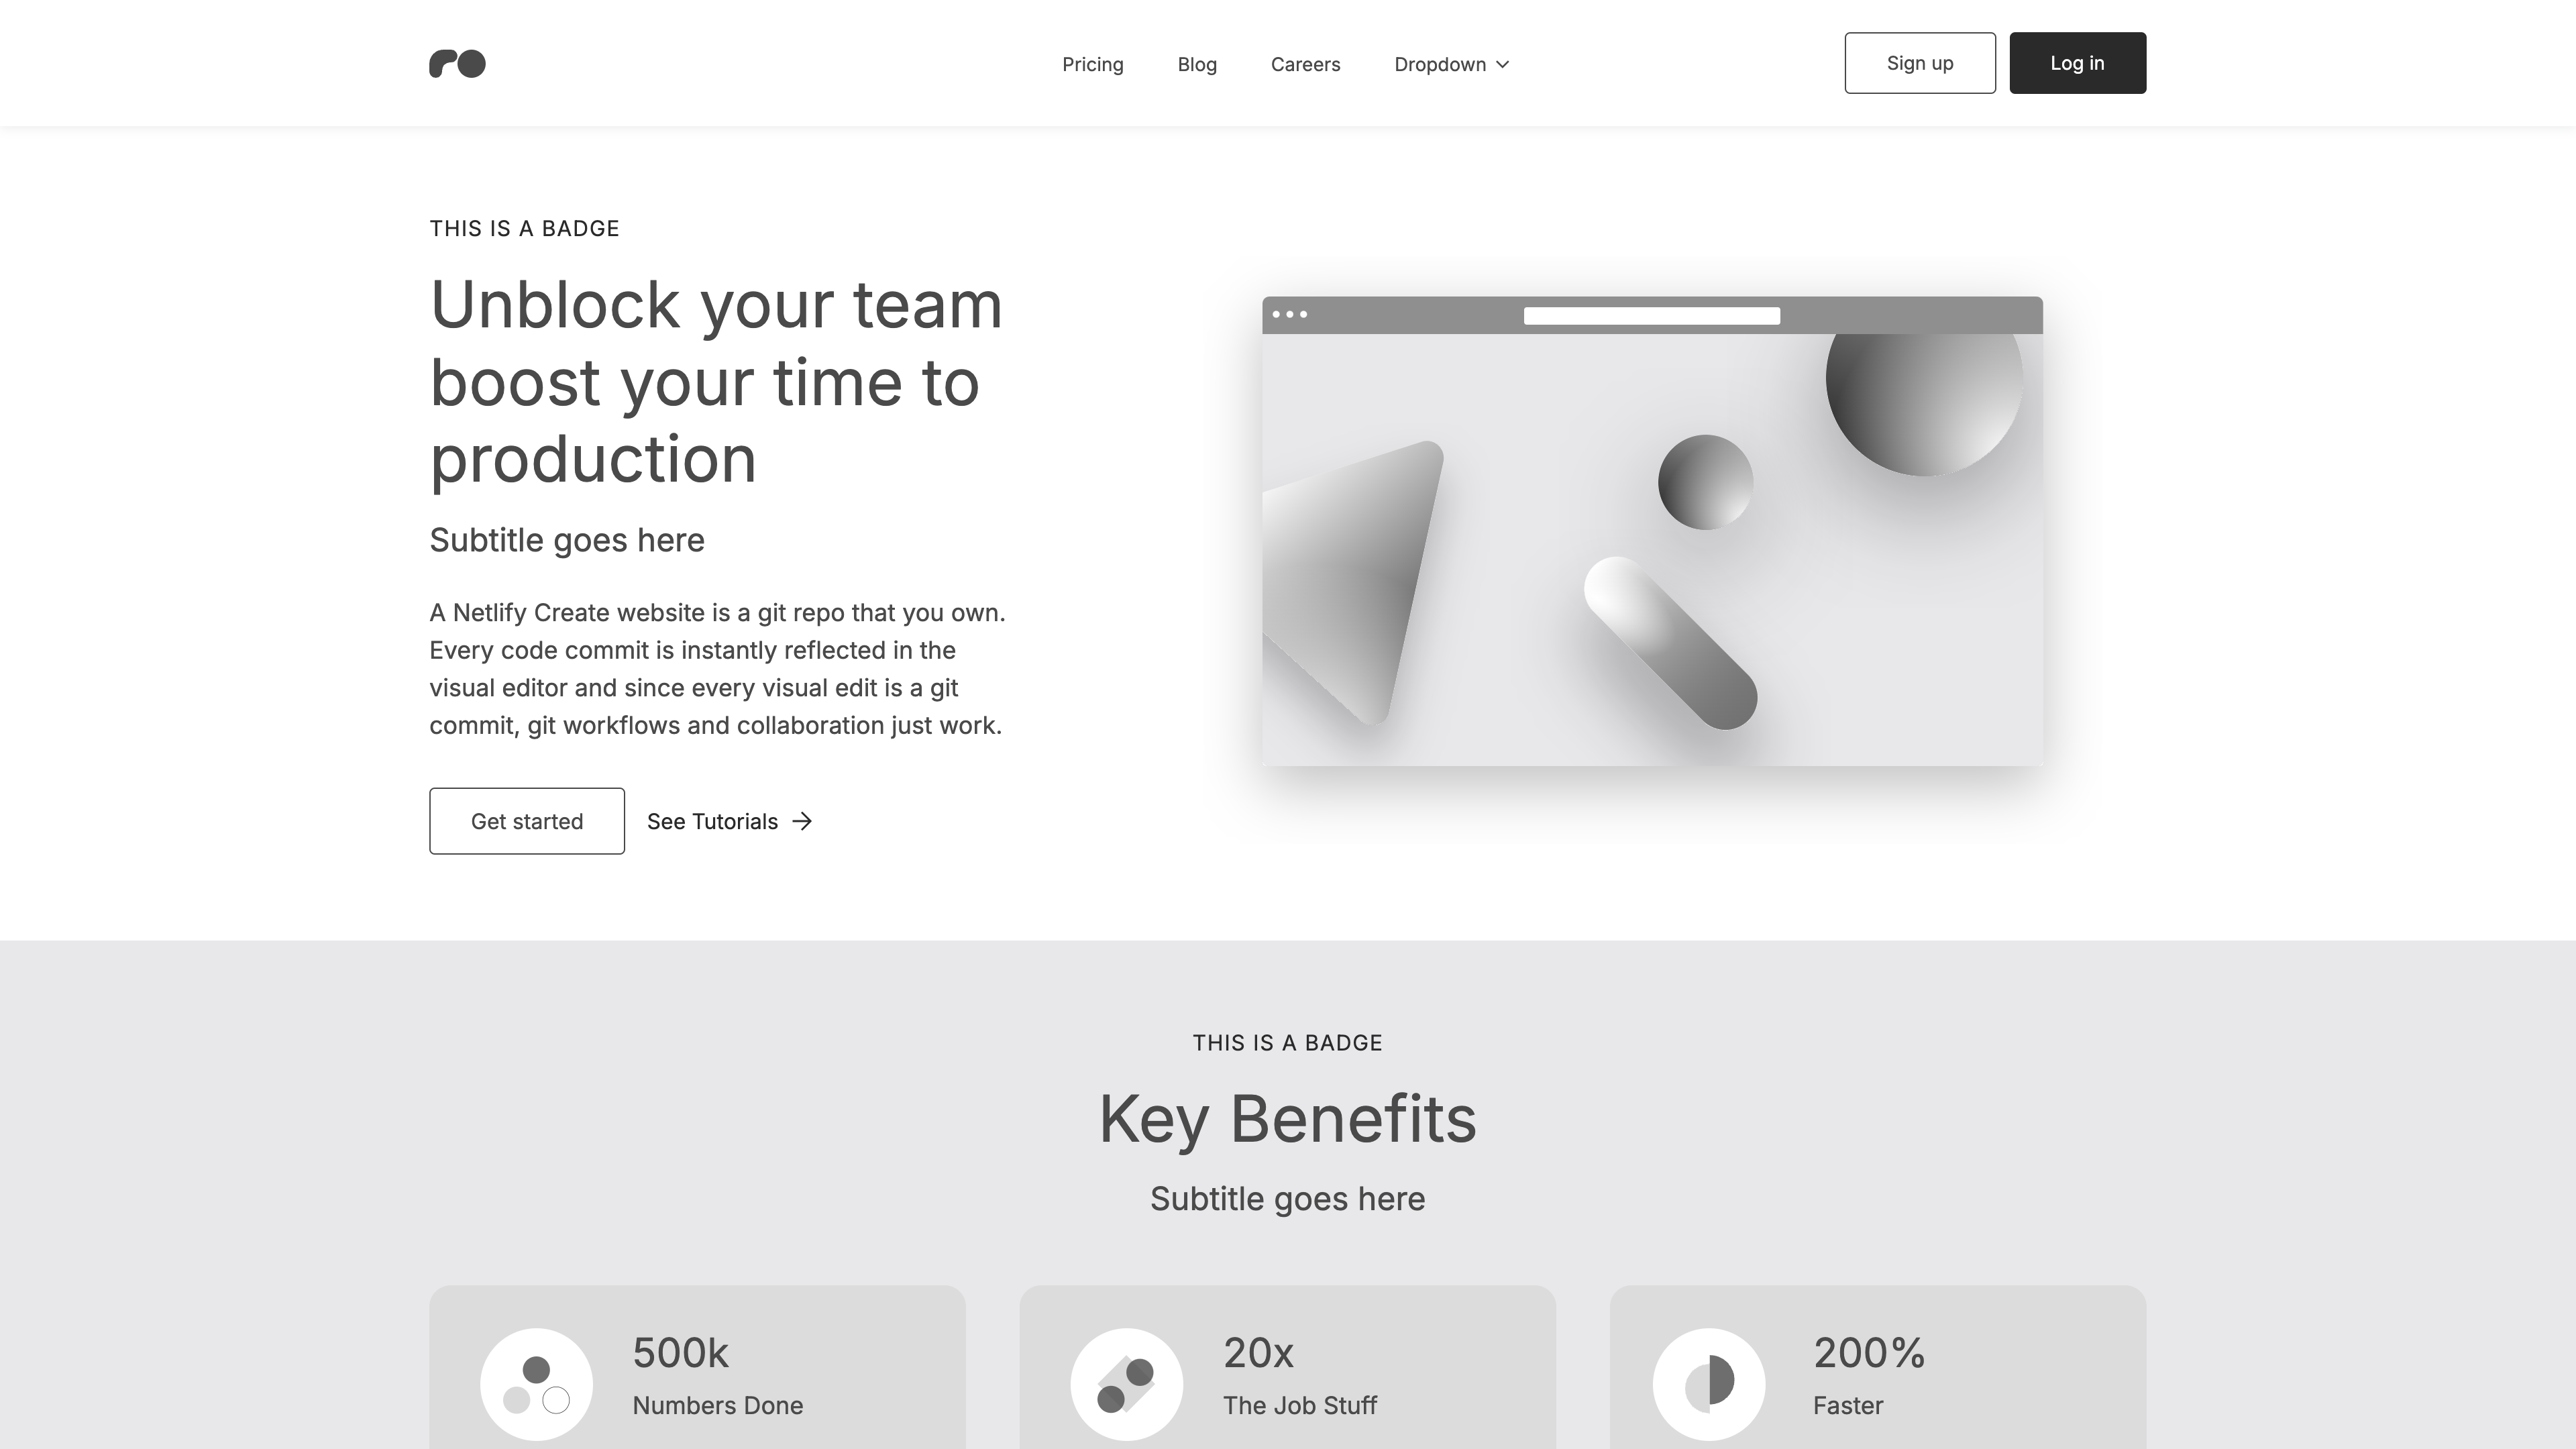 Pricing Blog Careers Dropdown Sign up Log in
THIS IS A BADGE
Unblock your team
boost your time to
production
Subtitle goes here
A Netlify Create website is a git repo that you own.
Every code commit is instantly reflected in the
visual editor and since every visual edit is a git
commit, git workflows and collaboration just work.
Get started See Tutorials
THIS IS A BADGE
Key Benefits
Subtitle goes here
500k
Numbers Done
20x
The Job Stuff
200%
Faster